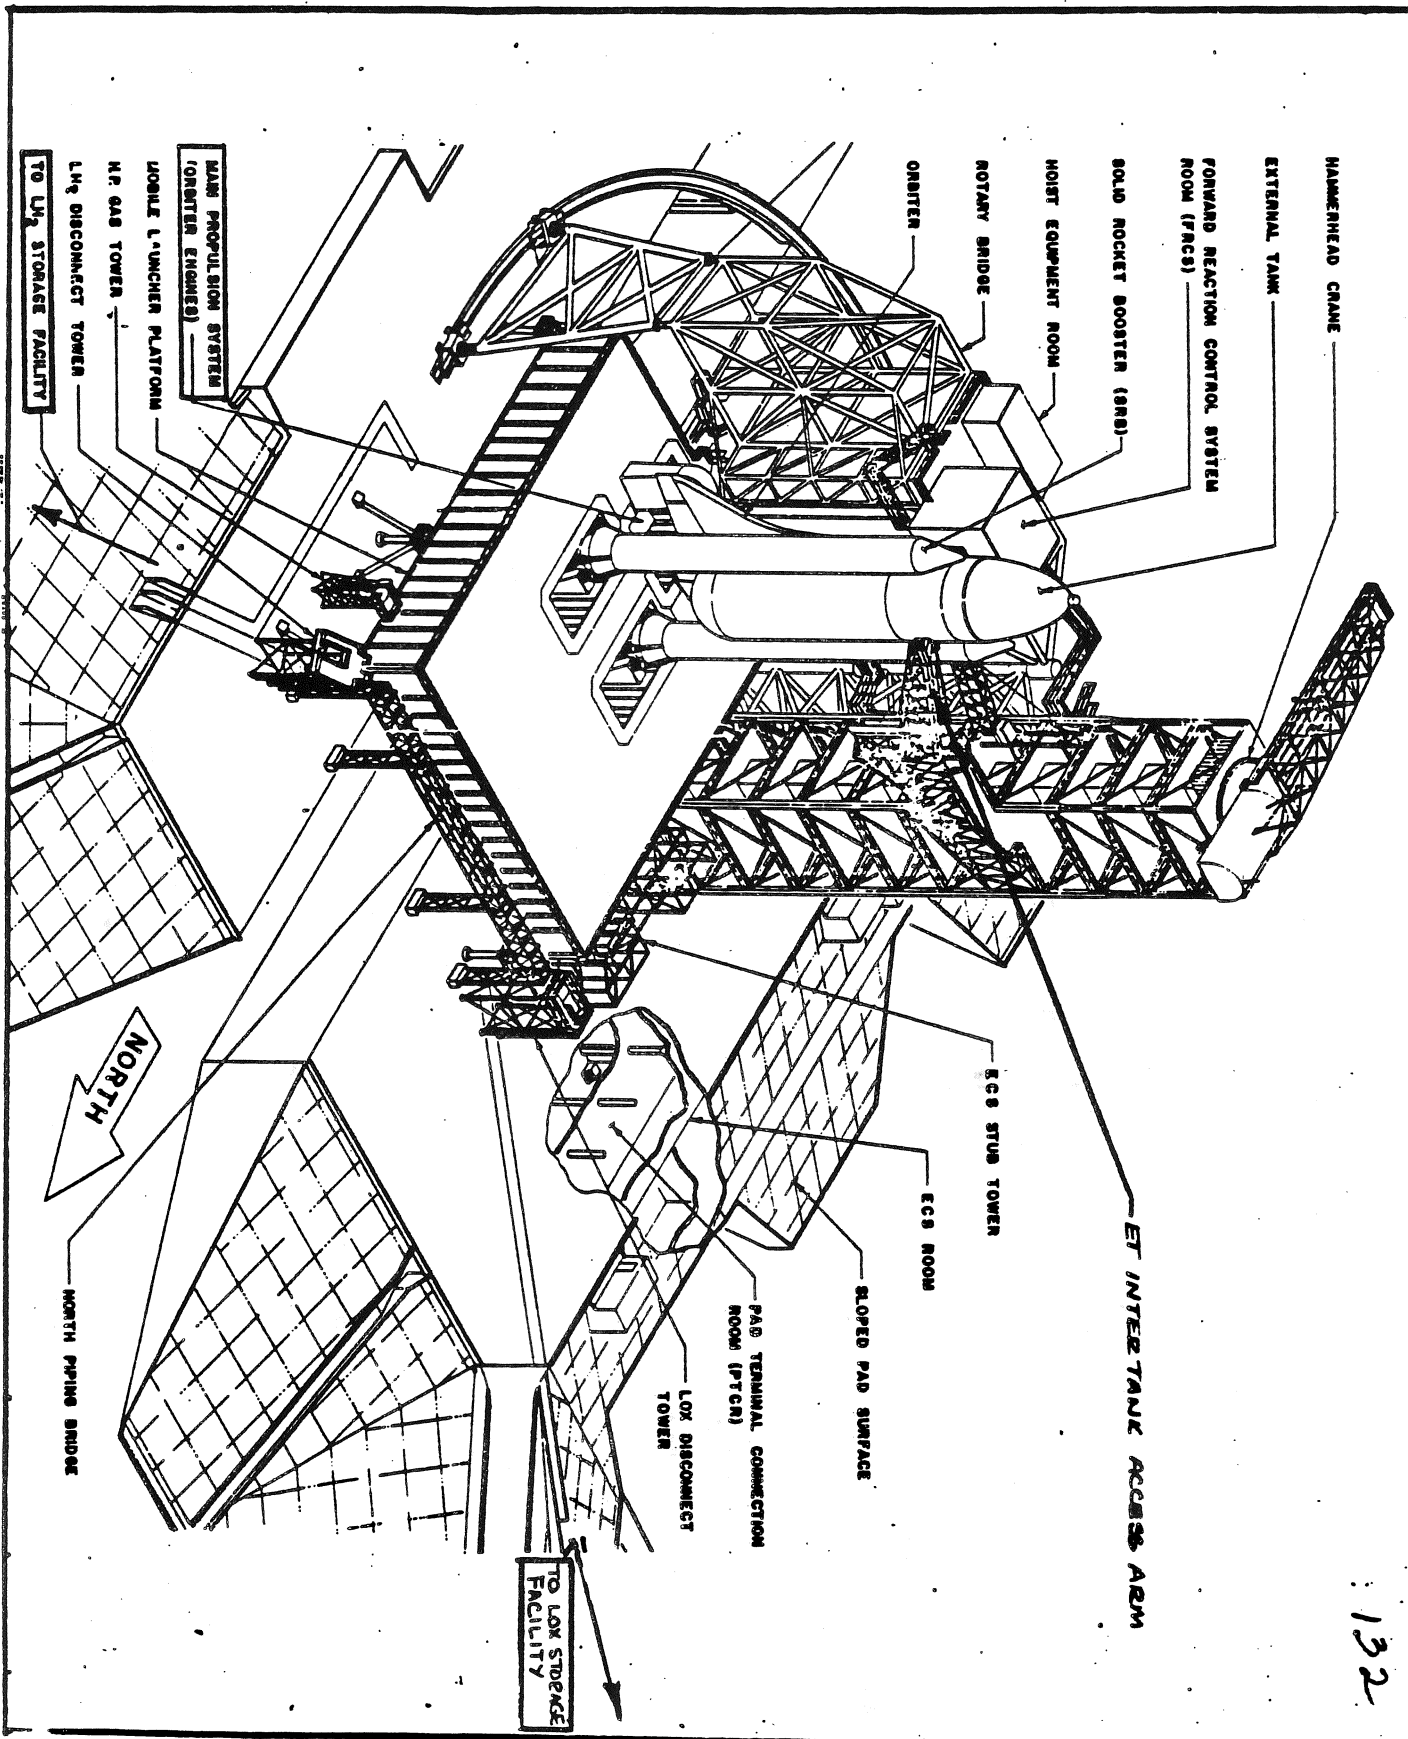 : 132
HAMMERHEAD CRANE
EXTERNAL TANK
FORWARD REACTION CONTROL SYSTEM
ROOM (FRCS)
SOLID ROCKET BOOSTER (SRB)
HOIST EQUIPMENT ROOM
ROTARY BRIDGE
ORBITER
MAIN PROPULSION SYSTEM
(ORBITER ENGINES)
MOBILE LAUNCHER PLATFORM
H.P. GAS TOWER
LH2 DISCONNECT TOWER
TO LH2 STORAGE FACILITY
ET INTERTANK ACCESS ARM
ECS STUB TOWER
ECS ROOM
SLOPED PAD SURFACE
PAD TERMINAL CONNECTION
ROOM (PTCR)
LOX DISCONNECT
TOWER
TO LOX STORAGE
FACILITY
NORTH PIPING BRIDGE
NORTH